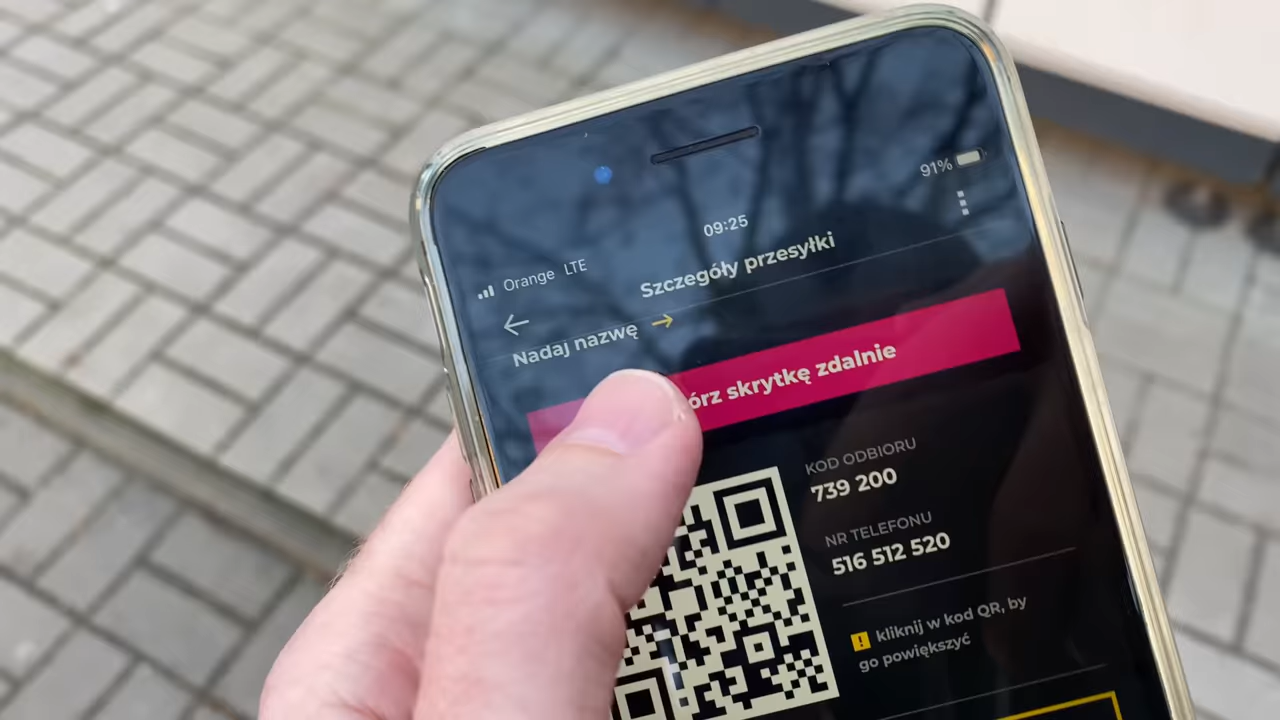 91%
09:25
Orange LTE
Szczegóły przesyłki
Nadaj nazwę →
skrytkę zdalnie
KOD ODBIORU
739 200
NR TELEFONU
516 512 520
kliknij w kod QR, by
go powiększyć